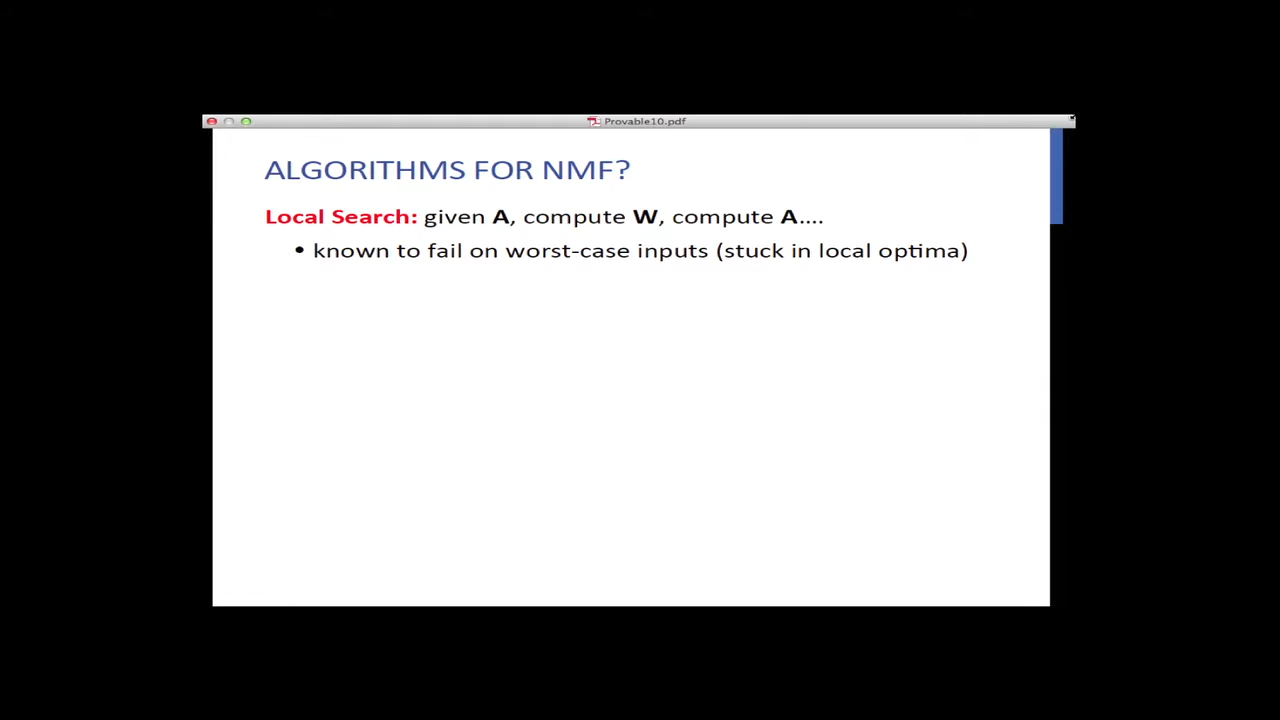 Provable10.pdf
ALGORITHMS FOR NMF?
Local Search: given A, compute W, compute A....
• known to fail on worst-case inputs (stuck in local optima)